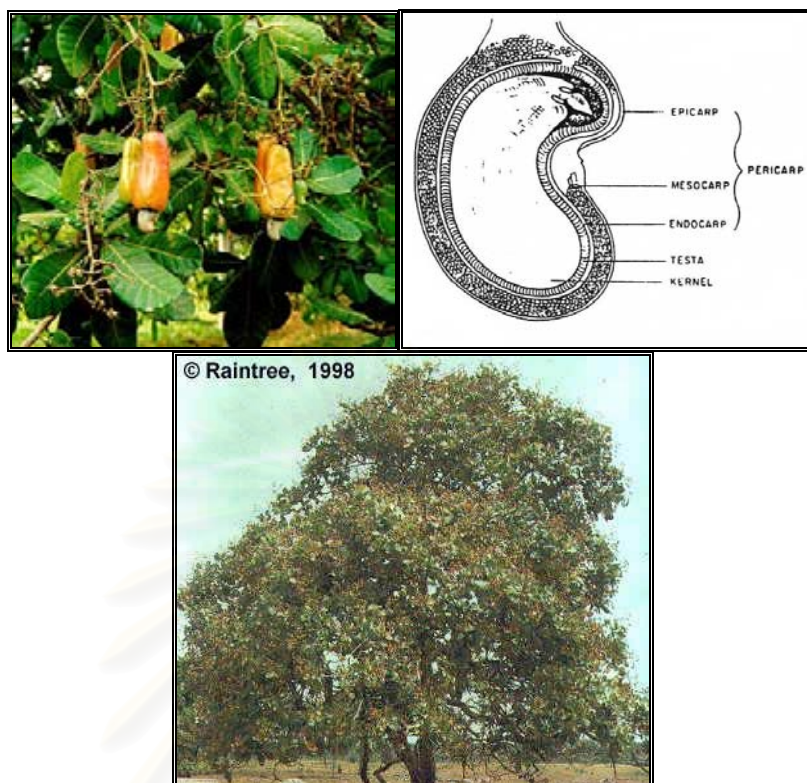 EPICARP
PERICARP
MESOCARP
ENDOCARP
TESTA
KERNEL
© Raintree, 1998